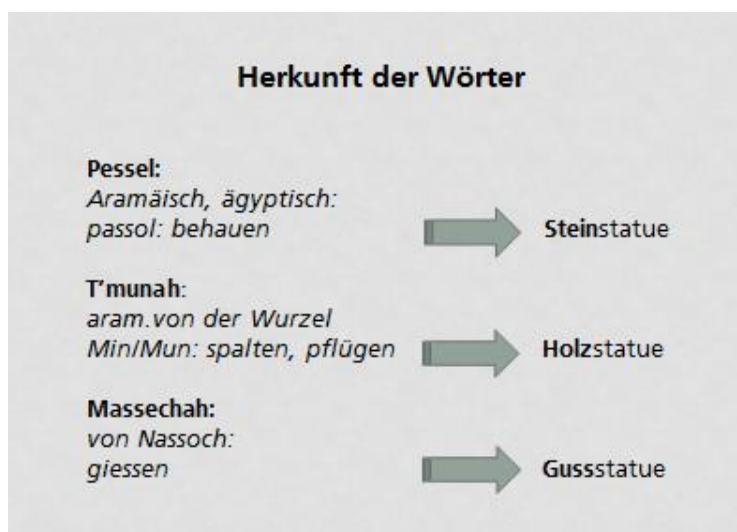 Herkunft der Wörter
Pessel:
Aramäisch, ägyptisch:
passol: behauen
Steinstatue
T'munah:
aram.von der Wurzel
Min/Mun: spalten, pflügen
Holzstatue
Massechah:
von Nassoch:
giessen
Gussstatue